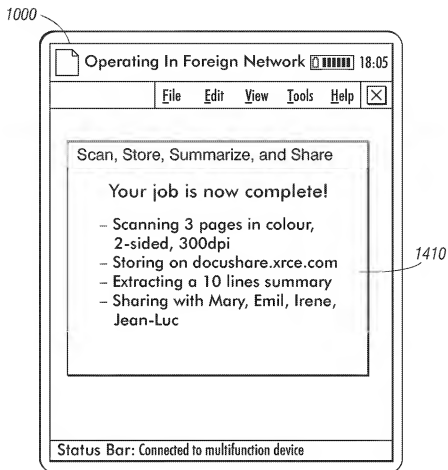 1000
Operating In Foreign Network 18:05
File Edit View Tools Help
Scan, Store, Summarize, and Share
Your job is now complete!
– Scanning 3 pages in colour,
2-sided, 300dpi
– Storing on docushare.xrce.com
– Extracting a 10 lines summary
– Sharing with Mary, Emil, Irene,
Jean-Luc
1410
Status Bar: Connected to multifunction device